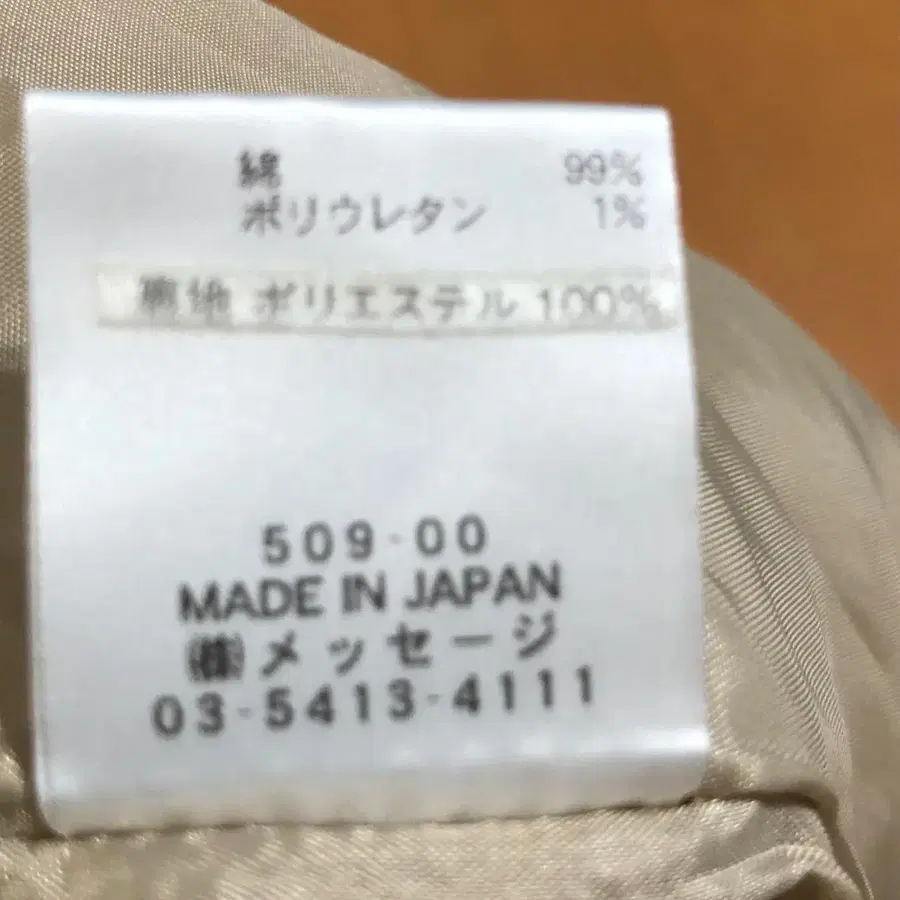 綿 99%
ポリウレタン 1%
地 ポリエステル 100%
509-00
MADE IN JAPAN
㈱メッセージ
03-5413-4111